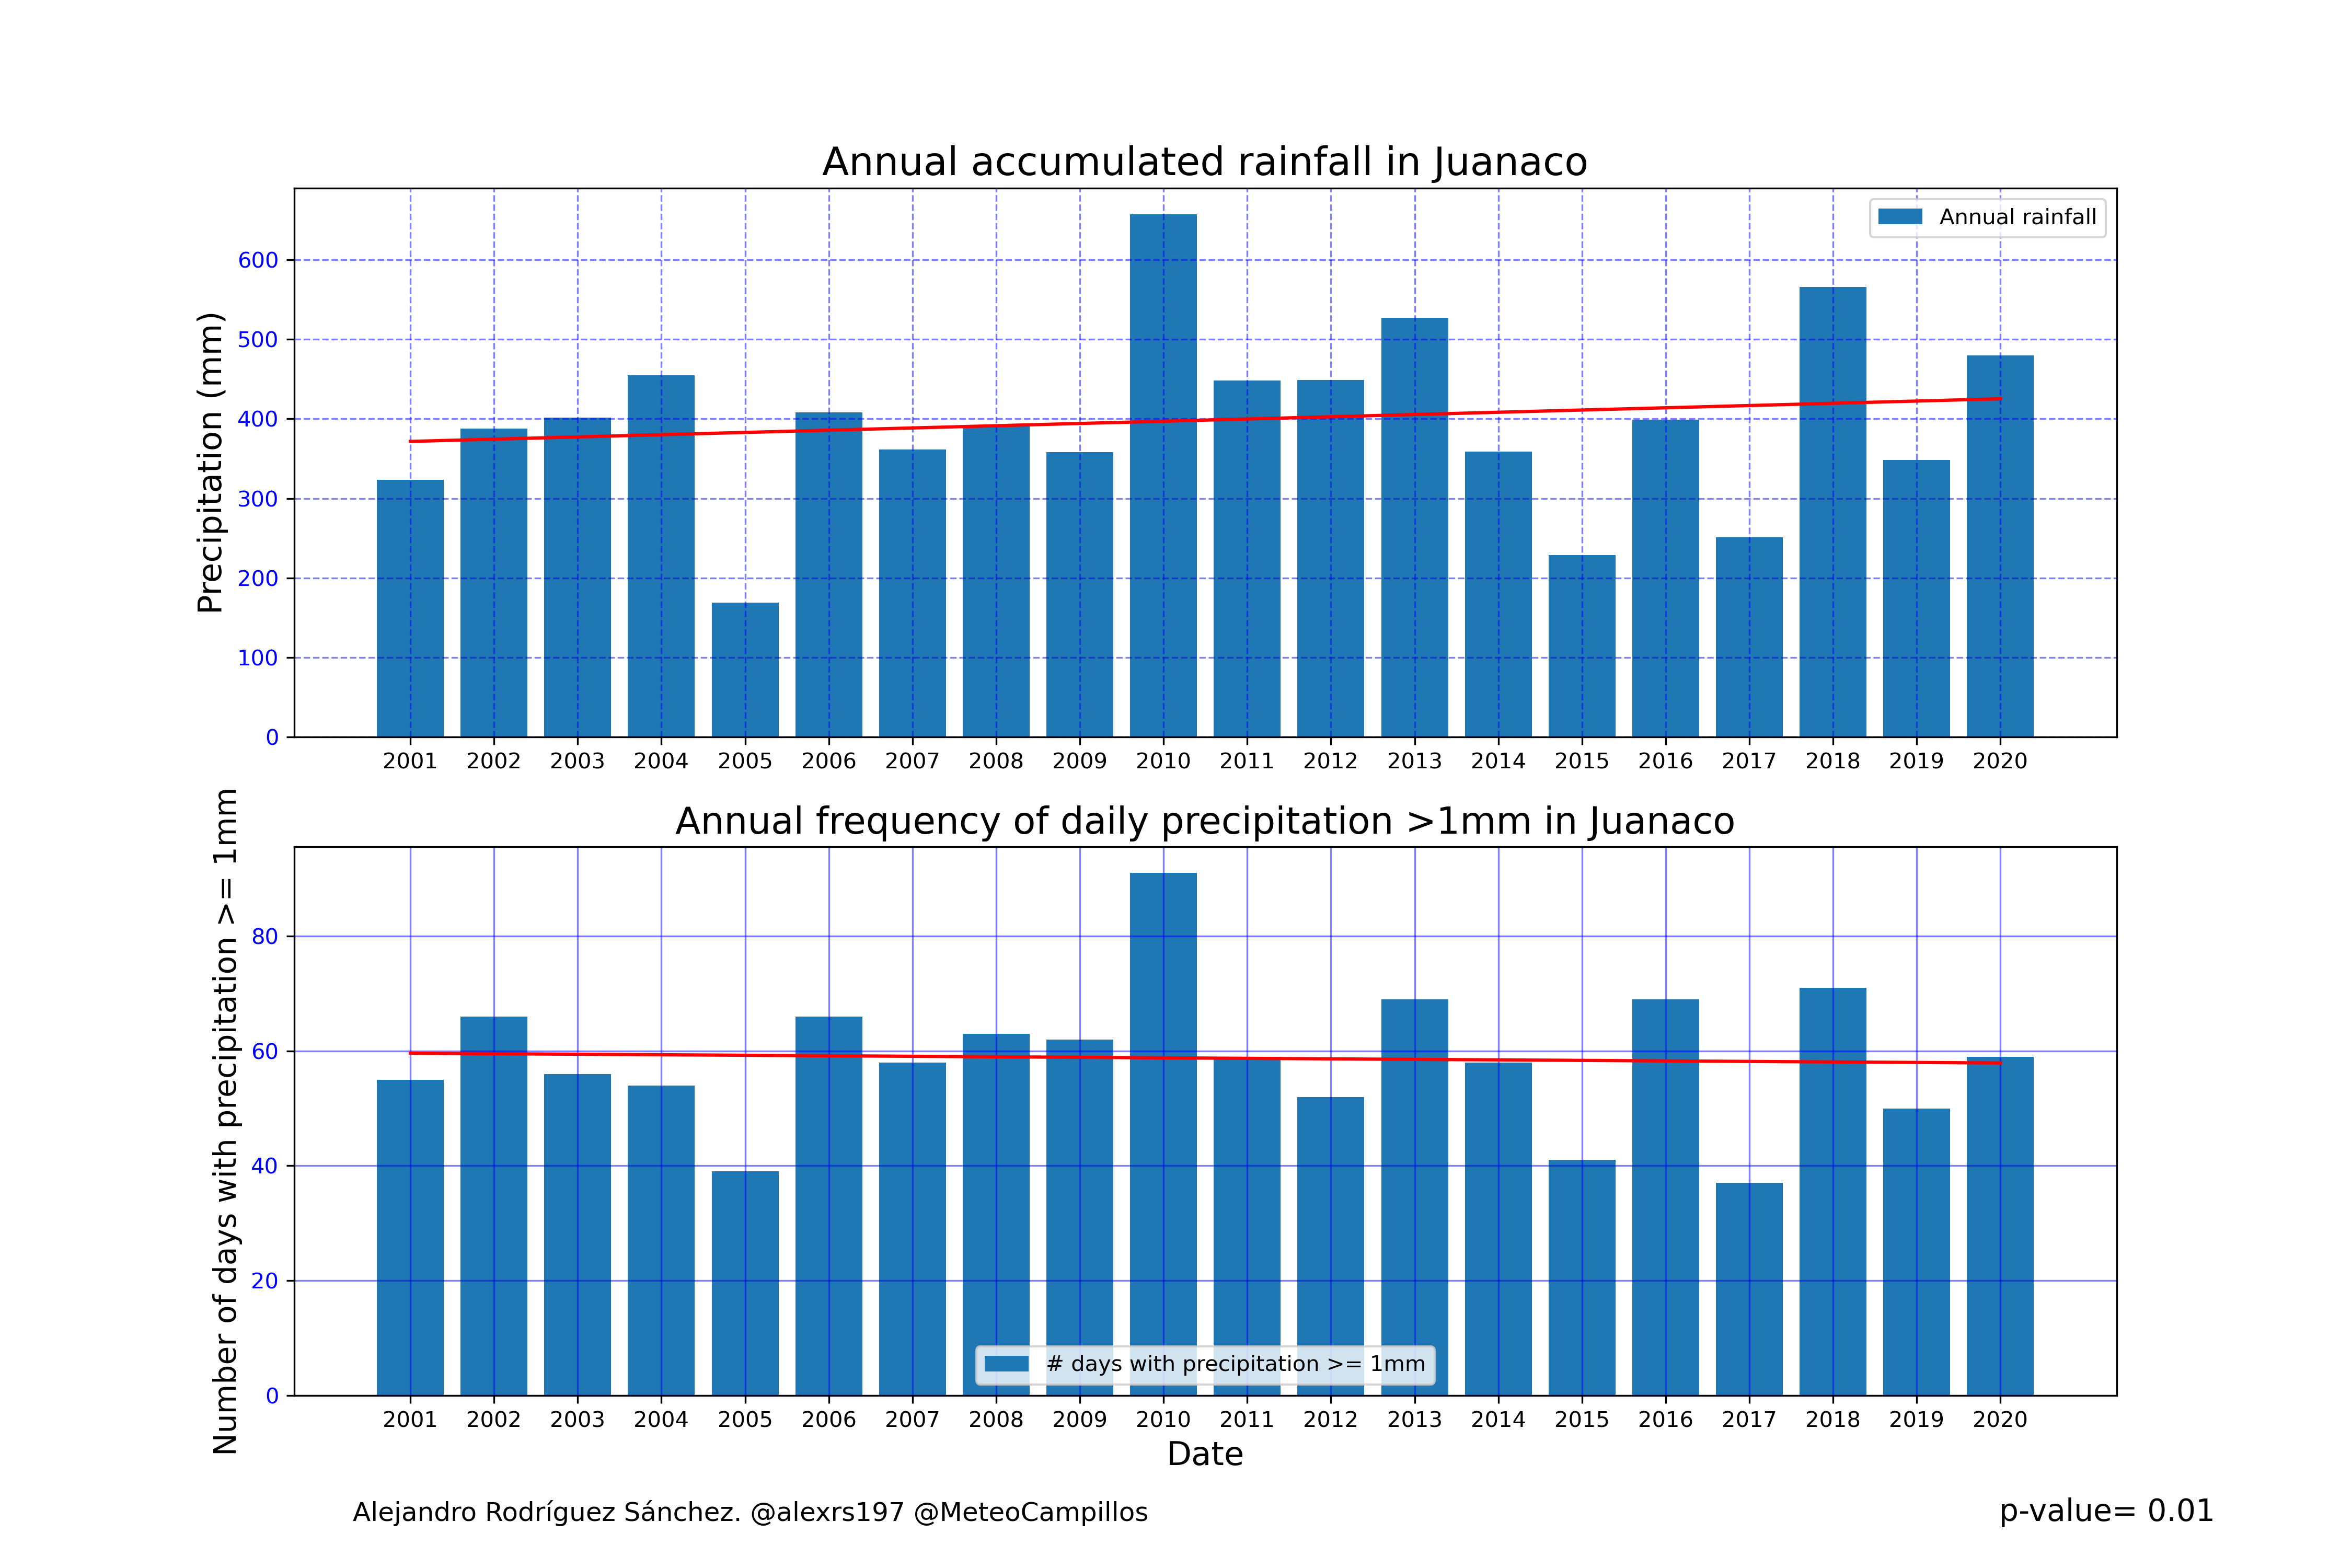 Annual accumulated rainfall in Juanaco
Precipitation (mm)
600
500
400
300
200
100
0
Annual rainfall
2001 2002 2003 2004 2005 2006 2007 2008 2009 2010 2011 2012 2013 2014 2015 2016 2017 2018 2019 2020
Annual frequency of daily precipitation >1mm in Juanaco
Number of days with precipitation >= 1mm
80
60
40
20
0
# days with precipitation >= 1mm
2001 2002 2003 2004 2005 2006 2007 2008 2009 2010 2011 2012 2013 2014 2015 2016 2017 2018 2019 2020
Date
Alejandro Rodríguez Sánchez. @alexrs197 @MeteoCampillos
p-value= 0.01